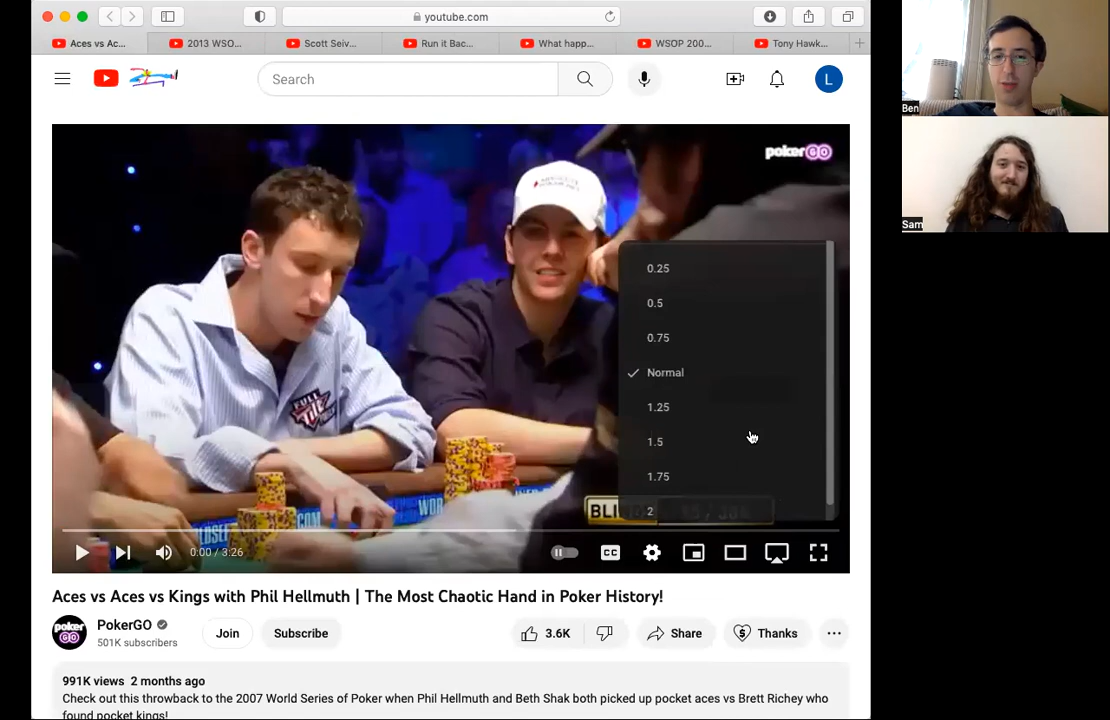 youtube.com
Aces vs Ac...
2013 WSO...
Scott Seiv...
Run it Bac...
What happ...
WSOP 200...
Tony Hawk...
Search
L
pokerGO
FULL TILT
0.25
0.5
0.75
Normal
1.25
1.5
1.75
2
0:00 / 3:26
CC
Aces vs Aces vs Kings with Phil Hellmuth | The Most Chaotic Hand in Poker History!
poker GO
PokerGO
501K subscribers
Join
Subscribe
3.6K
Share
Thanks
991K views 2 months ago
Check out this throwback to the 2007 World Series of Poker when Phil Hellmuth and Beth Shak both picked up pocket aces vs Brett Richey who
found pocket kings!
Ben
Sam